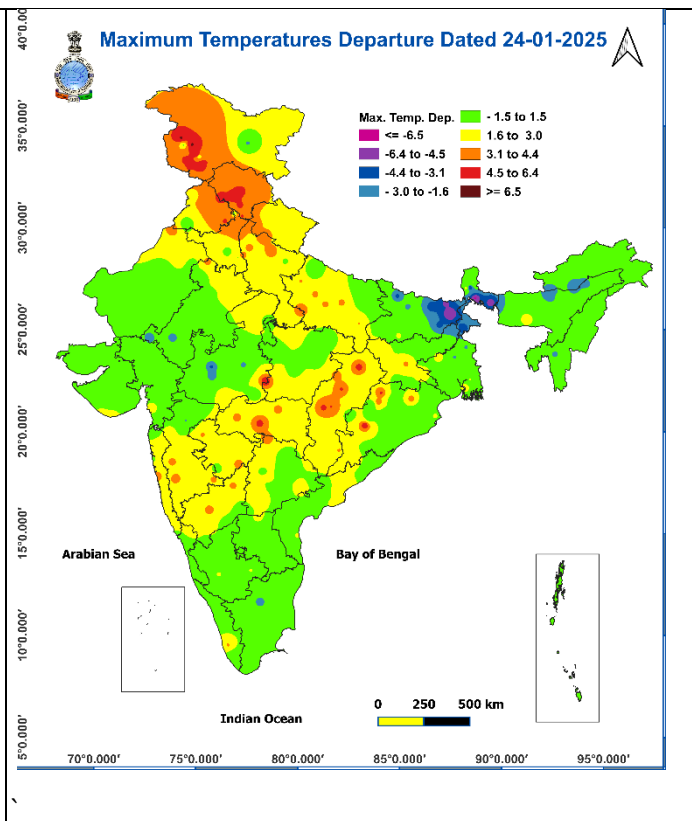 Maximum Temperatures Departure Dated 24-01-2025
Max. Temp. Dep.
<= -6.5
-6.4 to -4.5
-4.4 to -3.1
- 3.0 to -1.6
- 1.5 to 1.5
1.6 to 3.0
3.1 to 4.4
4.5 to 6.4
>= 6.5
40°0.000'
35°0.000'
30°0.000'
25°0.000'
20°0.000'
15°0.000'
10°0.000'
5°0.000'
Arabian Sea
Bay of Bengal
Indian Ocean
0 250 500 km
70°0.000' 75°0.000' 80°0.000' 85°0.000' 90°0.000' 95°0.000'
`